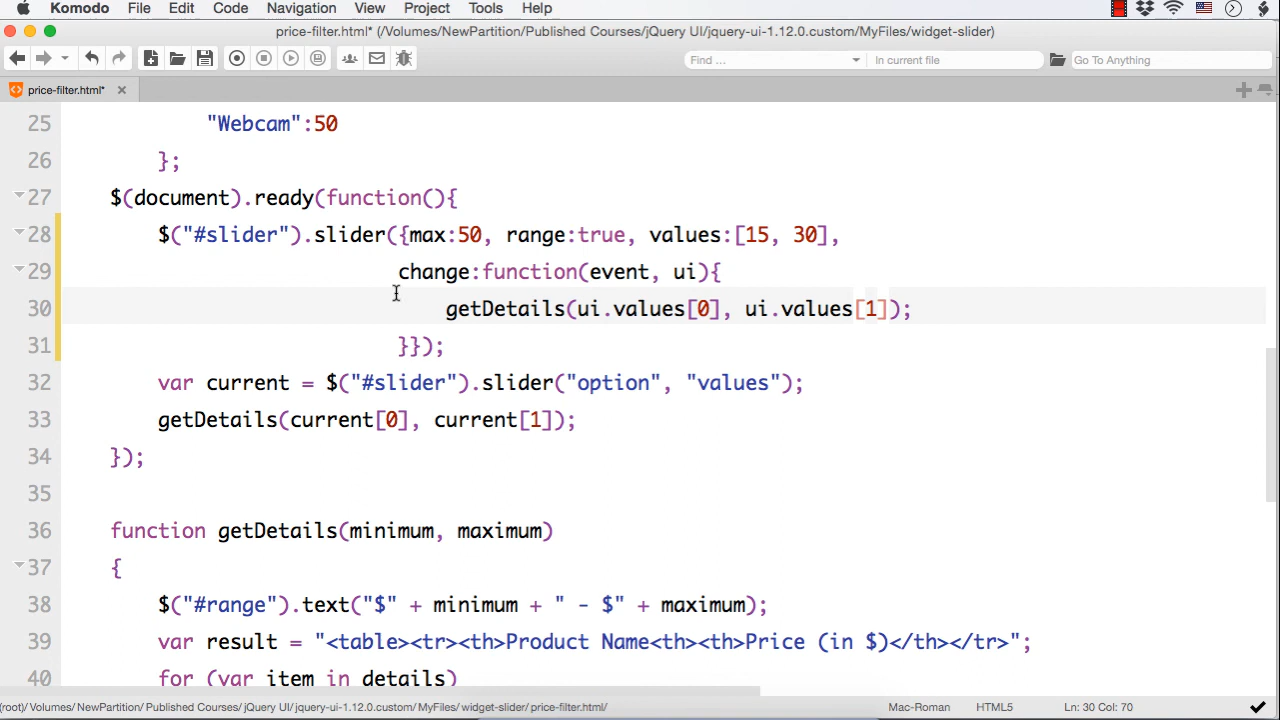 Komodo File Edit Code Navigation View Project Tools Help
price-filter.html* (/Volumes/NewPartition/Published Courses/jQuery UI/jquery-ui-1.12.0.custom/MyFiles/widget-slider)
Find ... In current file Go To Anything
price-filter.html*
25 "Webcam":50
26 };
27 $(document).ready(function(){
28 $("#slider").slider({max:50, range:true, values:[15, 30],
29 change:function(event, ui){
30 getDetails(ui.values[0], ui.values[1]);
31 }});
32 var current = $("#slider").slider("option", "values");
33 getDetails(current[0], current[1]);
34 });
35
36 function getDetails(minimum, maximum)
37 {
38 $("#range").text("$" + minimum + " - $" + maximum);
39 var result = "<table><tr><th>Product Name<th><th>Price (in $)</th></tr>";
40 for (var item in details)
(root)/ Volumes/ NewPartition/ Published Courses/ jQuery UI/ jquery-ui-1.12.0.custom/ MyFiles/ widget-slider/ price-filter.html/ Mac-Roman HTML5 Ln: 30 Col: 70